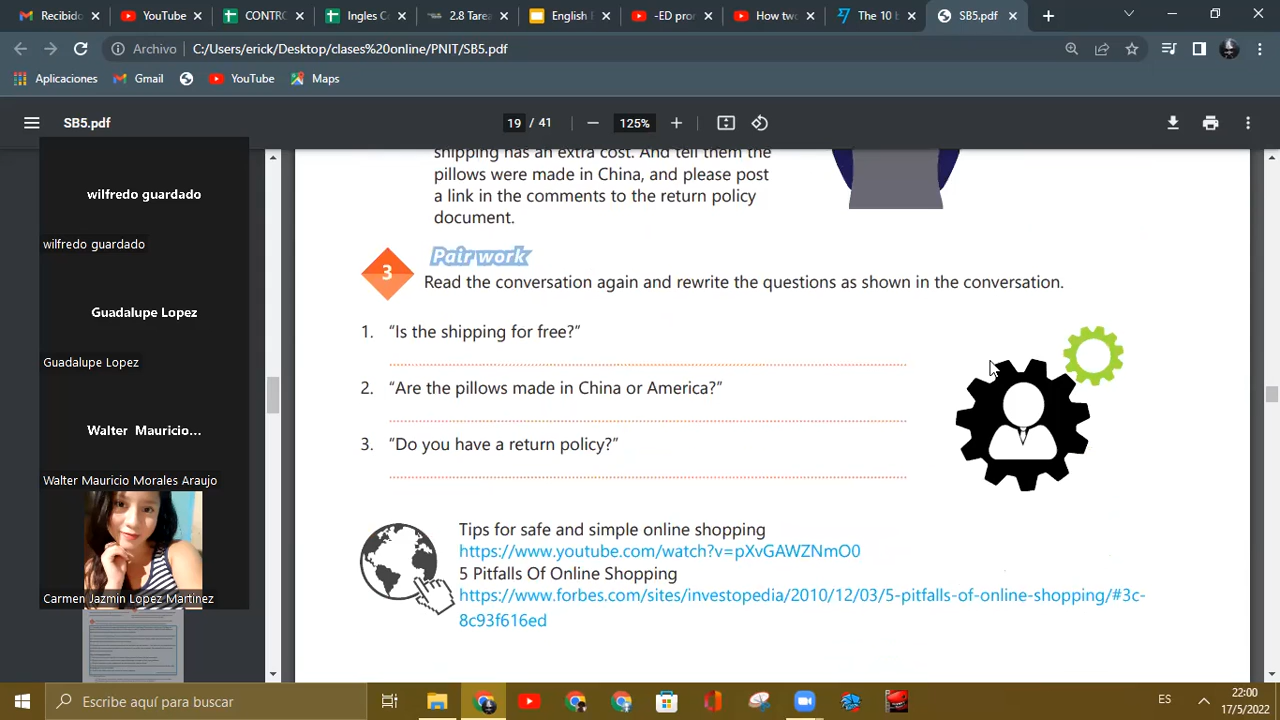 Recibido
YouTube
CONTRO
Ingles C
2.8 Tarea
English E
-ED pro
How two
The 10 b
SB5.pdf
Archivo
C:/Users/erick/Desktop/clases%20online/PNIT/SB5.pdf
Aplicaciones
Gmail
YouTube
Maps
SB5.pdf
19 / 41
125%
wilfredo guardado
wilfredo guardado
Guadalupe Lopez
Guadalupe Lopez
Walter Mauricio...
Walter Mauricio Morales Araujo
Carmen Jazmin Lopez Martinez
shipping has an extra cost. And tell them the
pillows were made in China, and please post
a link in the comments to the return policy
document.
3
Pair work
Read the conversation again and rewrite the questions as shown in the conversation.
1. “Is the shipping for free?”
2. “Are the pillows made in China or America?”
3. “Do you have a return policy?”
Tips for safe and simple online shopping
https://www.youtube.com/watch?v=pXvGAWZNmO0
5 Pitfalls Of Online Shopping
https://www.forbes.com/sites/investopedia/2010/12/03/5-pitfalls-of-online-shopping/#3c-
8c93f616ed
Escribe aquí para buscar
ES
22:00
17/5/2022